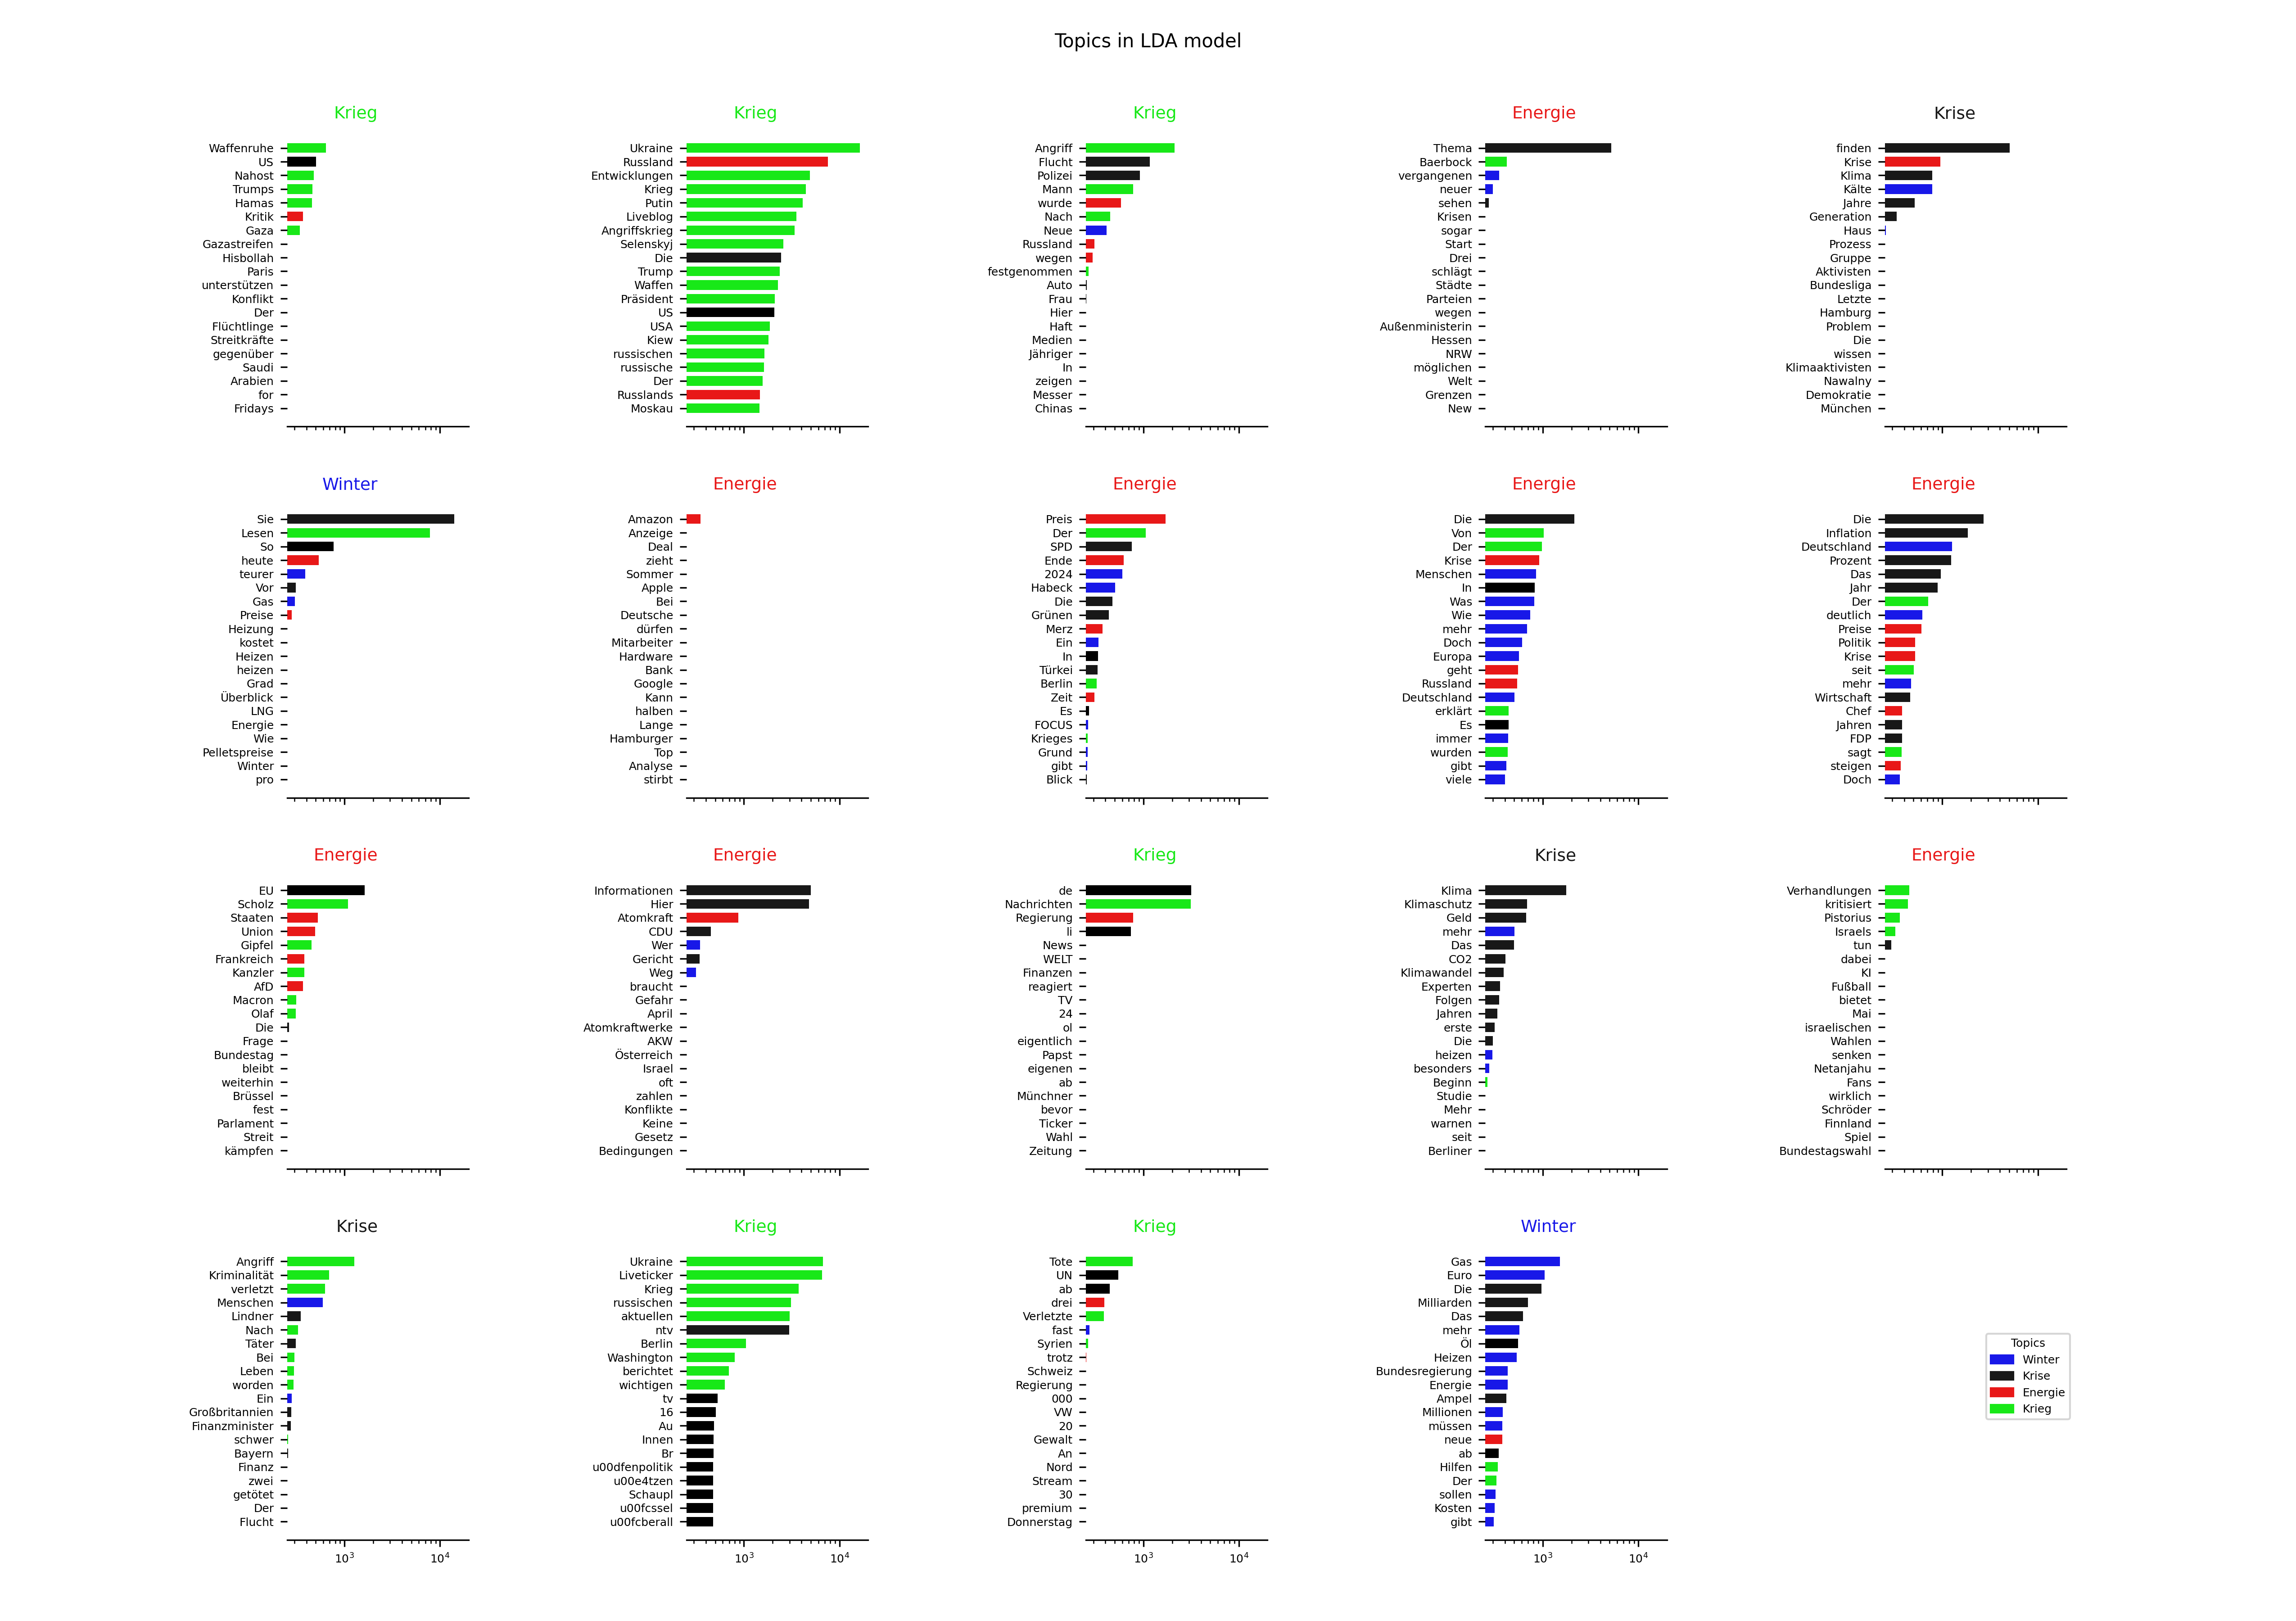 Topics in LDA model
Krieg
Waffenruhe
US
Nahost
Trumps
Hamas
Kritik
Gaza
Gazastreifen
Hisbollah
Paris
unterstützen
Konflikt
Der
Flüchtlinge
Streitkräfte
gegenüber
Saudi
Arabien
for
Fridays
Krieg
Ukraine
Russland
Entwicklungen
Krieg
Putin
Liveblog
Angriffskrieg
Selenskyj
Die
Trump
Waffen
Präsident
US
USA
Kiew
russischen
russische
Der
Russlands
Moskau
Krieg
Angriff
Flucht
Polizei
Mann
wurde
Nach
Neue
Russland
wegen
festgenommen
Auto
Frau
Hier
Haft
Medien
Jähriger
In
zeigen
Messer
Chinas
Energie
Thema
Baerbock
vergangenen
neuer
sehen
Krisen
sogar
Start
Drei
schlägt
Städte
Parteien
wegen
Außenministerin
Hessen
NRW
möglichen
Welt
Grenzen
New
Krise
finden
Krise
Klima
Kälte
Jahre
Generation
Haus
Prozess
Gruppe
Aktivisten
Bundesliga
Letzte
Hamburg
Problem
Die
wissen
Klimaaktivisten
Nawalny
Demokratie
München
Winter
Sie
Lesen
So
heute
teurer
Vor
Gas
Preise
Heizung
kostet
Heizen
heizen
Grad
Überblick
LNG
Energie
Wie
Pelletspreise
Winter
pro
Energie
Amazon
Anzeige
Deal
zieht
Sommer
Apple
Bei
Deutsche
dürfen
Mitarbeiter
Hardware
Bank
Google
Kann
halben
Lange
Hamburger
Top
Analyse
stirbt
Energie
Preis
Der
SPD
Ende
2024
Habeck
Die
Grünen
Merz
Ein
In
Türkei
Berlin
Zeit
Es
FOCUS
Krieges
Grund
gibt
Blick
Energie
Die
Von
Der
Krise
Menschen
In
Was
Wie
mehr
Doch
Europa
geht
Russland
Deutschland
erklärt
Es
immer
wurden
gibt
viele
Energie
Die
Inflation
Deutschland
Prozent
Das
Jahr
Der
deutlich
Preise
Politik
Krise
seit
mehr
Wirtschaft
Chef
Jahren
FDP
sagt
steigen
Doch
Energie
EU
Scholz
Staaten
Union
Gipfel
Frankreich
Kanzler
AfD
Macron
Olaf
Die
Frage
Bundestag
bleibt
weiterhin
Brüssel
fest
Parlament
Streit
kämpfen
Energie
Informationen
Hier
Atomkraft
CDU
Wer
Gericht
Weg
braucht
Gefahr
April
Atomkraftwerke
AKW
Österreich
Israel
oft
zahlen
Konflikte
Keine
Gesetz
Bedingungen
Krieg
de
Nachrichten
Regierung
li
News
WELT
Finanzen
reagiert
TV
24
ol
eigentlich
Papst
eigenen
ab
Münchner
bevor
Ticker
Wahl
Zeitung
Krise
Klima
Klimaschutz
Geld
mehr
Das
CO2
Klimawandel
Experten
Folgen
Jahren
erste
Die
heizen
besonders
Beginn
Studie
Mehr
warnen
seit
Berliner
Energie
Verhandlungen
kritisiert
Pistorius
Israels
tun
dabei
KI
Fußball
bietet
Mai
israelischen
Wahlen
senken
Netanjahu
Fans
wirklich
Schröder
Finnland
Spiel
Bundestagswahl
Krise
Angriff
Kriminalität
verletzt
Menschen
Lindner
Nach
Täter
Bei
Leben
worden
Ein
Großbritannien
Finanzminister
schwer
Bayern
Finanz
zwei
getötet
Der
Flucht
10³ 10⁴
Krieg
Ukraine
Liveticker
Krieg
russischen
aktuellen
ntv
Berlin
Washington
berichtet
wichtigen
tv
16
Au
Innen
Br
u00dfenpolitik
u00e4tzen
Schaupl
u00fcssel
u00fcberall
10³ 10⁴
Krieg
Tote
UN
ab
drei
Verletzte
fast
Syrien
trotz
Schweiz
Regierung
000
VW
20
Gewalt
An
Nord
Stream
30
premium
Donnerstag
10³ 10⁴
Winter
Gas
Euro
Die
Milliarden
Das
mehr
Öl
Heizen
Bundesregierung
Energie
Ampel
Millionen
müssen
neue
ab
Hilfen
Der
sollen
Kosten
gibt
10³ 10⁴
Topics
Winter
Krise
Energie
Krieg